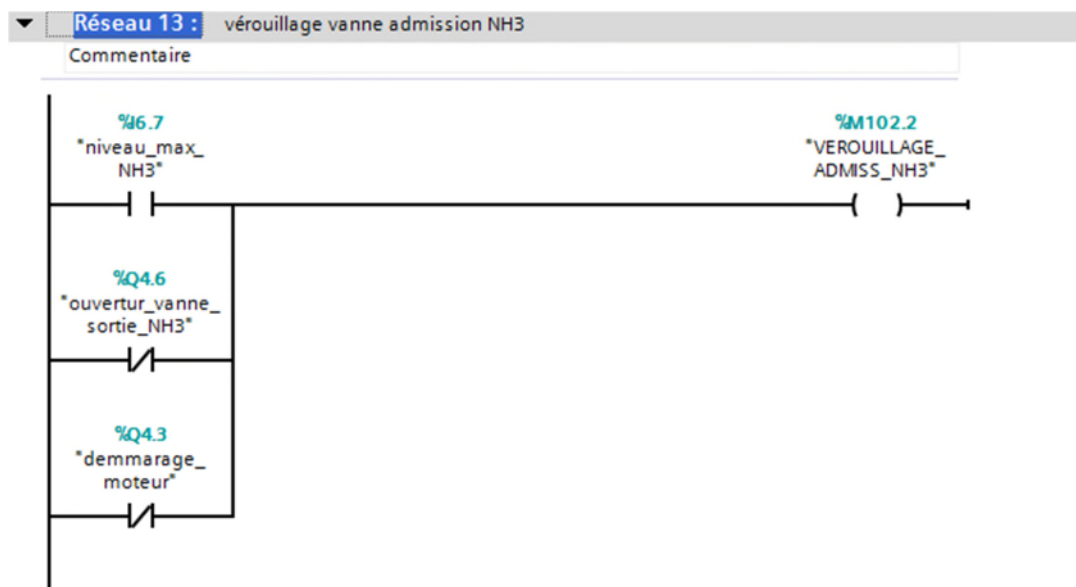 Réseau 13 : vérouillage vanne admission NH3
Commentaire
%I6.7
"niveau_max_
NH3"
%M102.2
"VEROUILLAGE_
ADMISS_NH3"
%Q4.6
"ouvertur_vanne_
sortie_NH3"
%Q4.3
"demmarage_
moteur"